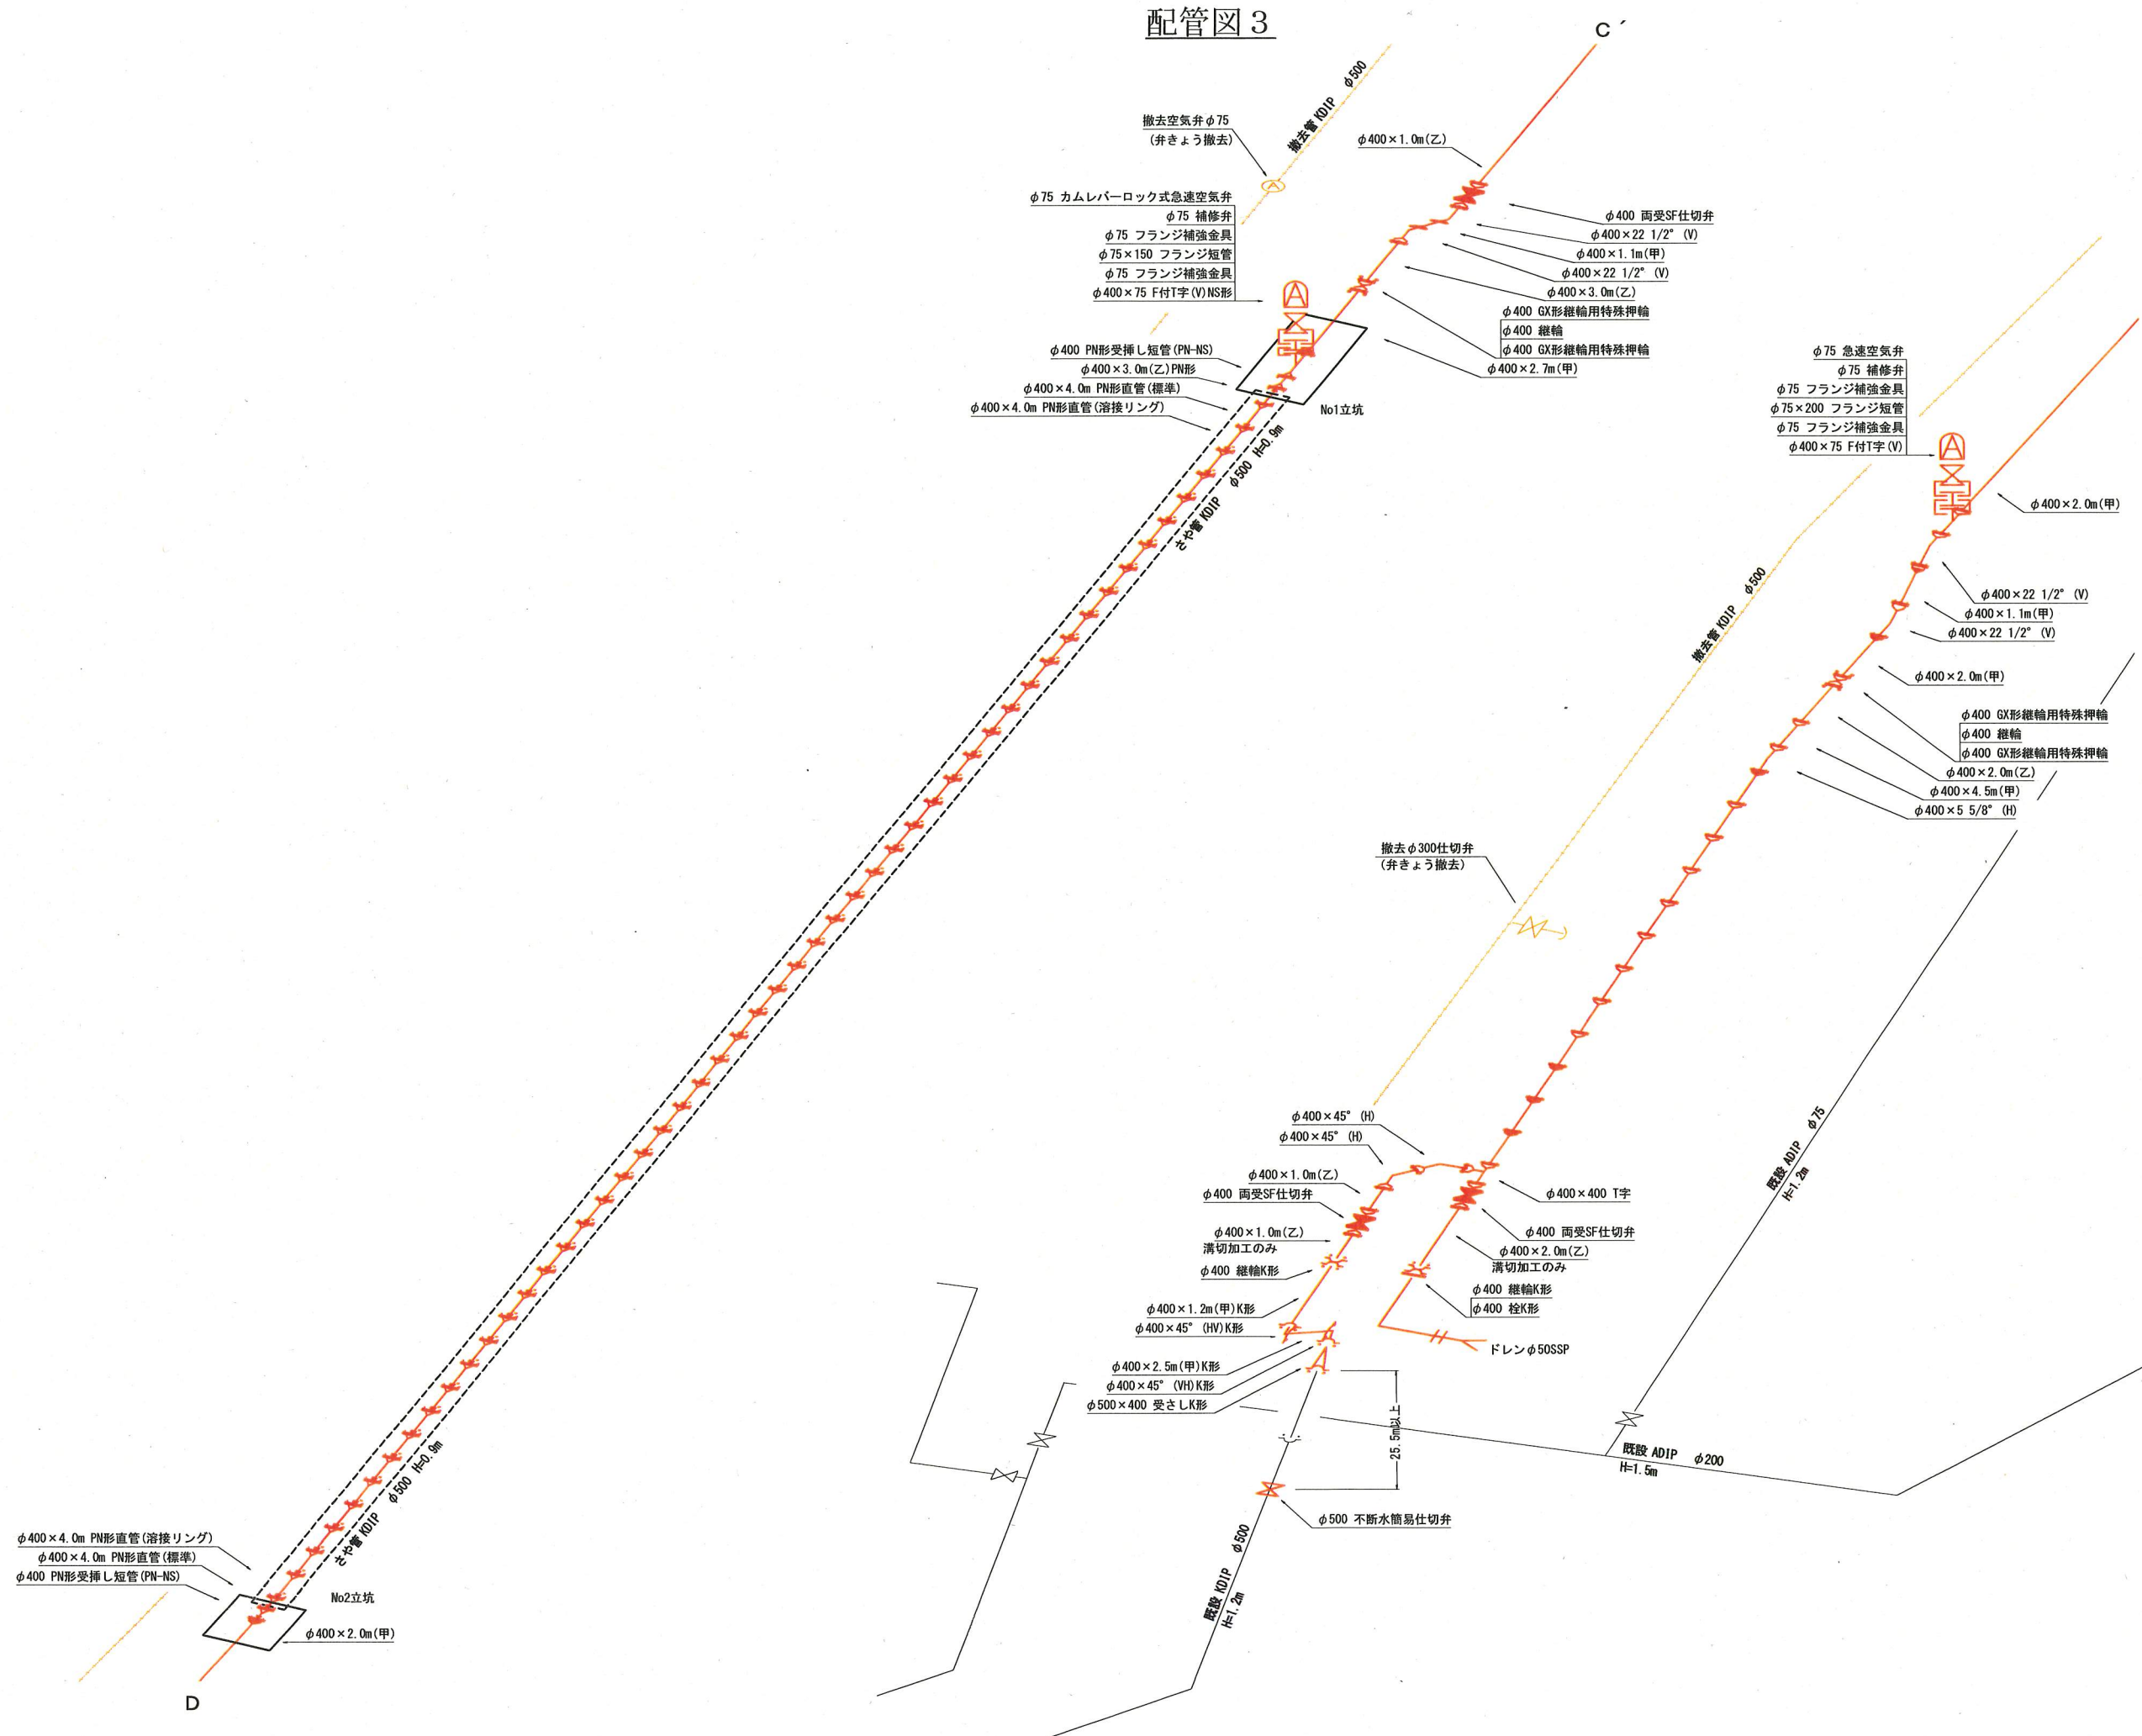 配管図3
C´
撤去管 KDIP φ500
撤去空気弁φ75
(弁きょう撤去)
φ400×1.0m(乙)
φ75 カムレバーロック式急速空気弁
φ75 補修弁
φ75 フランジ補強金具
φ75×150 フランジ短管
φ75 フランジ補強金具
φ400×75 F付T字(V)NS形
φ400 両受SF仕切弁
φ400×22 1/2° (V)
φ400×1.1m(甲)
φ400×22 1/2° (V)
φ400×3.0m(乙)
φ400 GX形継輪用特殊押輪
φ400 継輪
φ400 GX形継輪用特殊押輪
φ400×2.7m(甲)
φ400 PN形受挿し短管(PN-NS)
φ400×3.0m(乙)PN形
φ400×4.0m PN形直管(標準)
φ400×4.0m PN形直管(溶接リング)
No1立坑
さや管 KDIP φ500 H=0.9m
φ75 急速空気弁
φ75 補修弁
φ75 フランジ補強金具
φ75×200 フランジ短管
φ75 フランジ補強金具
φ400×75 F付T字(V)
φ400×2.0m(甲)
撤去管 KDIP φ500
φ400×22 1/2° (V)
φ400×1.1m(甲)
φ400×22 1/2° (V)
φ400×2.0m(甲)
φ400 GX形継輪用特殊押輪
φ400 継輪
φ400 GX形継輪用特殊押輪
φ400×2.0m(乙)
φ400×4.5m(甲)
φ400×5 5/8° (H)
撤去φ300仕切弁
(弁きょう撤去)
φ400×45° (H)
φ400×45° (H)
φ400×1.0m(乙)
φ400 両受SF仕切弁
φ400×1.0m(乙)
溝切加工のみ
φ400 継輪K形
φ400×1.2m(甲)K形
φ400×45° (HV)K形
φ400×2.5m(甲)K形
φ400×45° (VH)K形
φ500×400 受さしK形
φ400×400 T字
φ400 両受SF仕切弁
φ400×2.0m(乙)
溝切加工のみ
φ400 継輪K形
φ400 栓K形
ドレンφ50SSP
25.5m以上
既設 ADIP φ75
H=1.2m
既設 ADIP φ200
H=1.5m
φ500 不断水簡易仕切弁
既設 KDIP φ500
H=1.2m
さや管 KDIP φ500 H=0.9m
φ400×4.0m PN形直管(溶接リング)
φ400×4.0m PN形直管(標準)
φ400 PN形受挿し短管(PN-NS)
No2立坑
φ400×2.0m(甲)
D